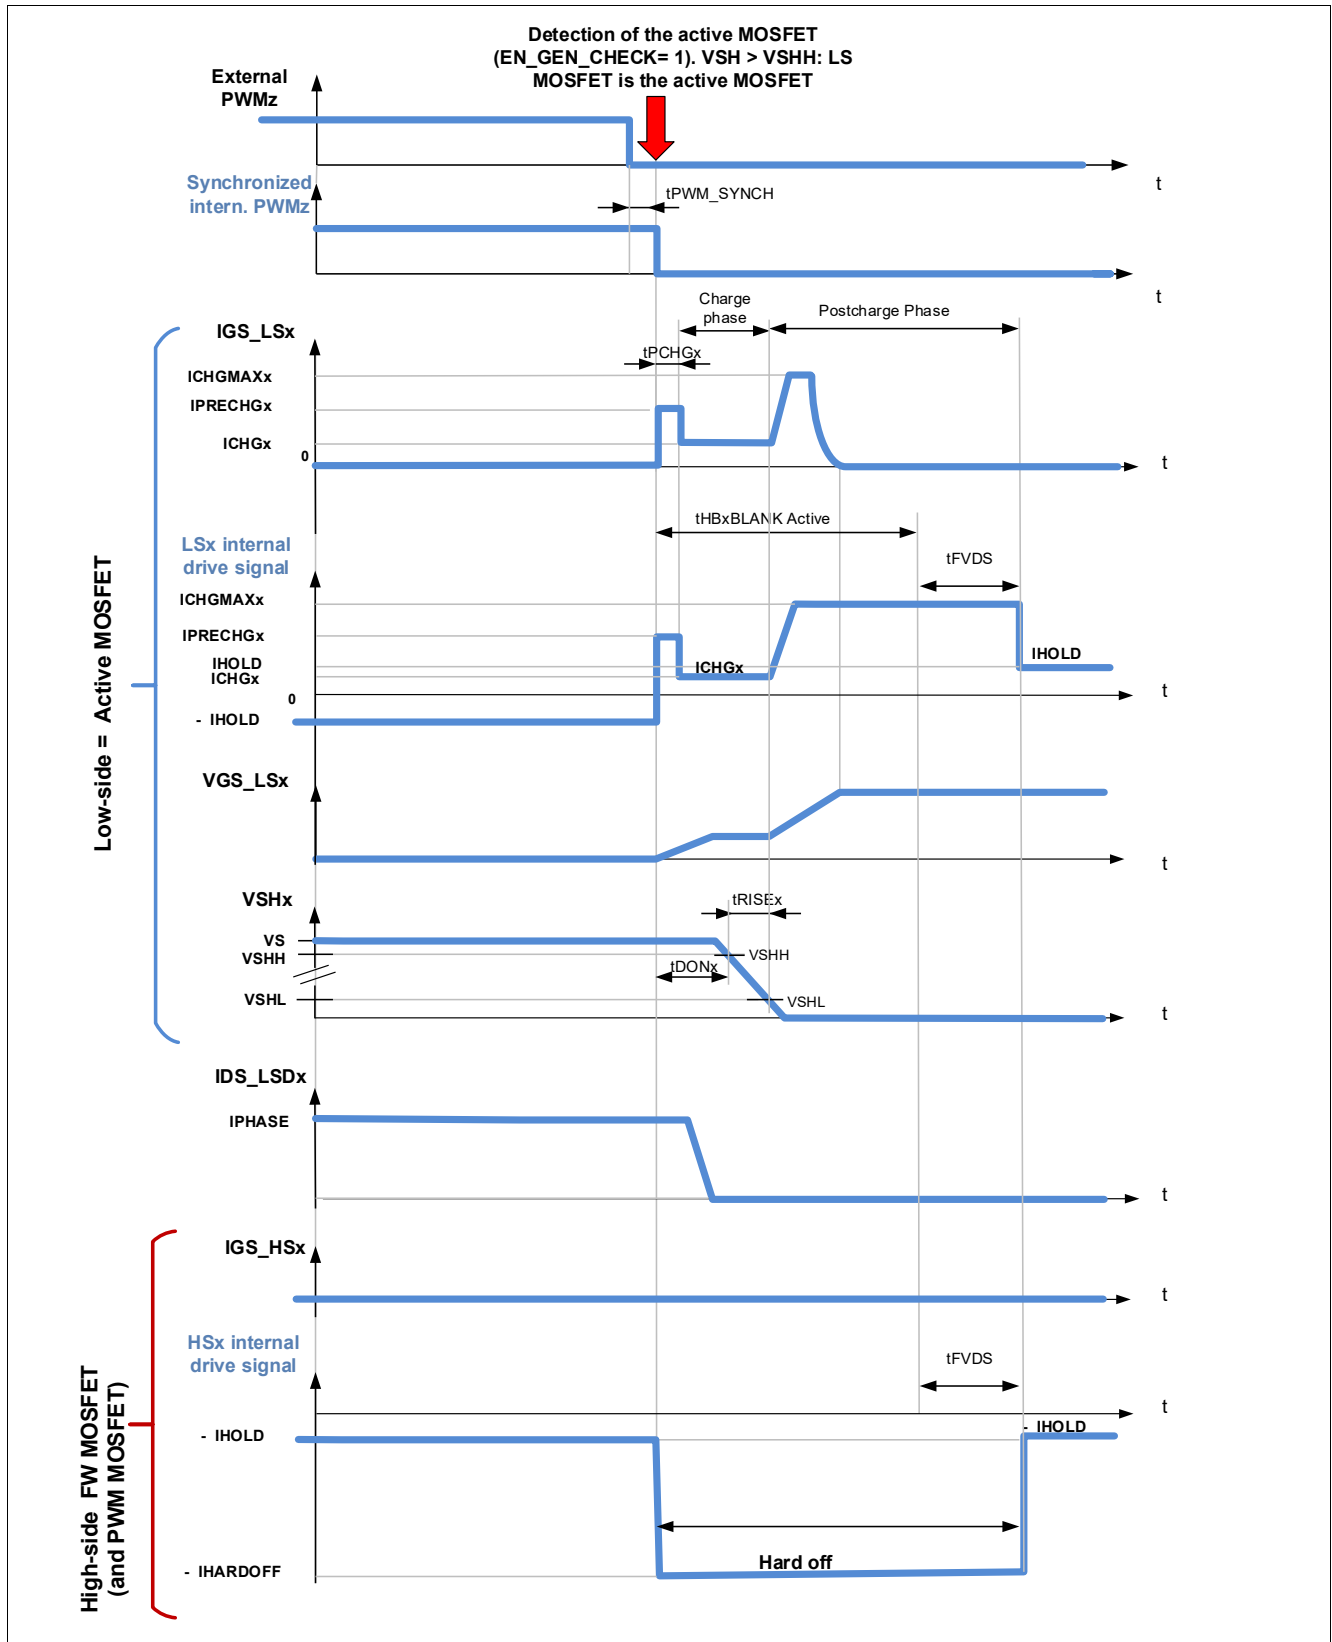 Detection of the active MOSFET
(EN_GEN_CHECK= 1). VSH > VSHH: LS
MOSFET is the active MOSFET
External
PWMz
t
Synchronized
intern. PWMz
tPWM_SYNCH
t
Charge
phase
Postcharge Phase
IGS_LSx
tPCHGx
ICHGMAXx
IPRECHGx
ICHGx
0
t
tHBxBLANK Active
LSx internal
drive signal
tFVDS
ICHGMAXx
IPRECHGx
IHOLD
ICHGx
ICHGx
IHOLD
0
t
- IHOLD
VGS_LSx
t
VSHx
tRISEx
VS
VSHH
VSHH
tDONx
VSHL
VSHL
t
Low-side = Active MOSFET
IDS_LSDx
IPHASE
t
IGS_HSx
t
HSx internal
drive signal
tFVDS
t
- IHOLD
- IHOLD
Hard off
- IHARDOFF
High-side FW MOSFET
(and PWM MOSFET)